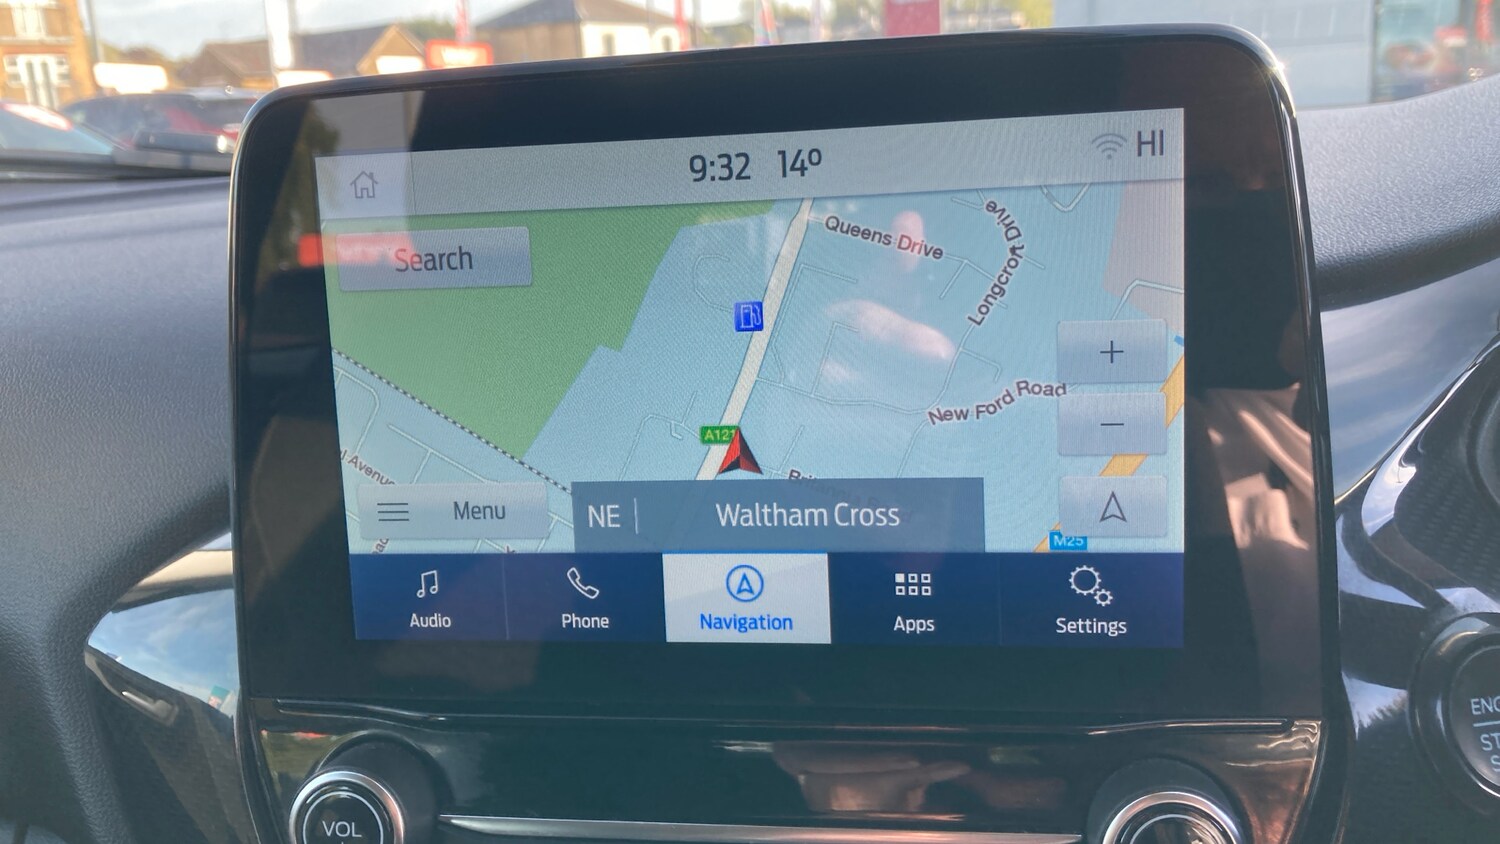 9:32 14º
HI
Search
Queens Drive
Longcroft Drive
New Ford Road
A121
Menu
NE
Waltham Cross
M25
Audio
Phone
Navigation
Apps
Settings
VOL